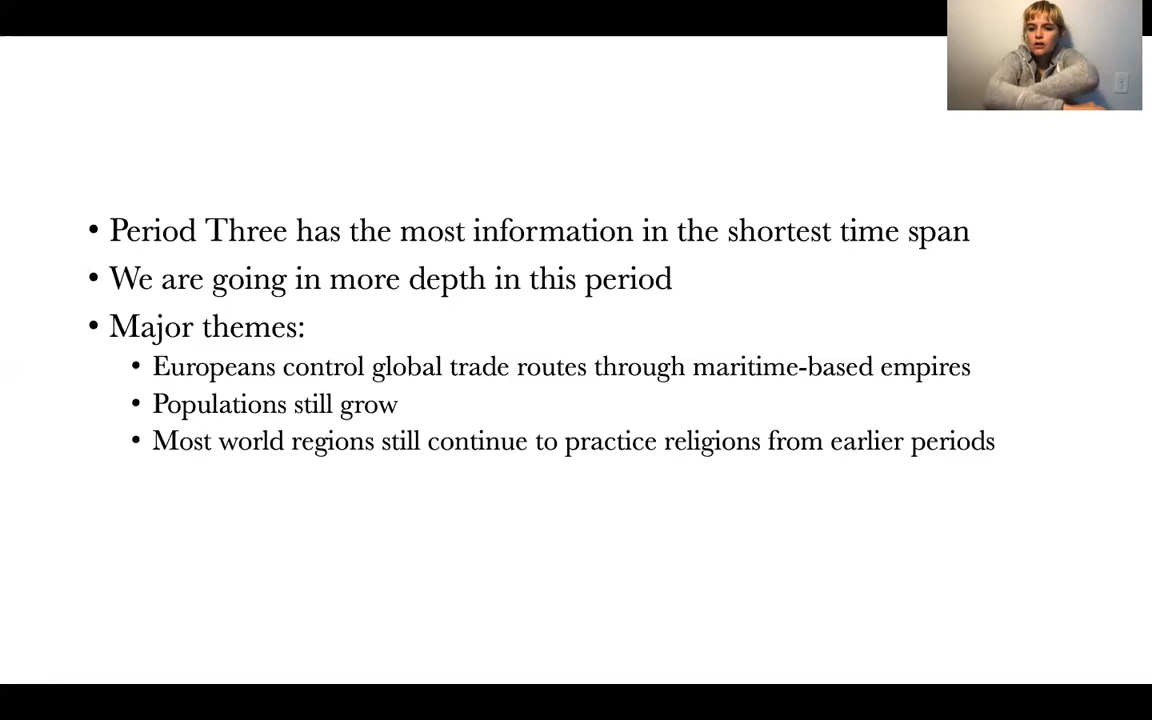 • Period Three has the most information in the shortest time span
• We are going in more depth in this period
• Major themes:
• Europeans control global trade routes through maritime-based empires
• Populations still grow
• Most world regions still continue to practice religions from earlier periods